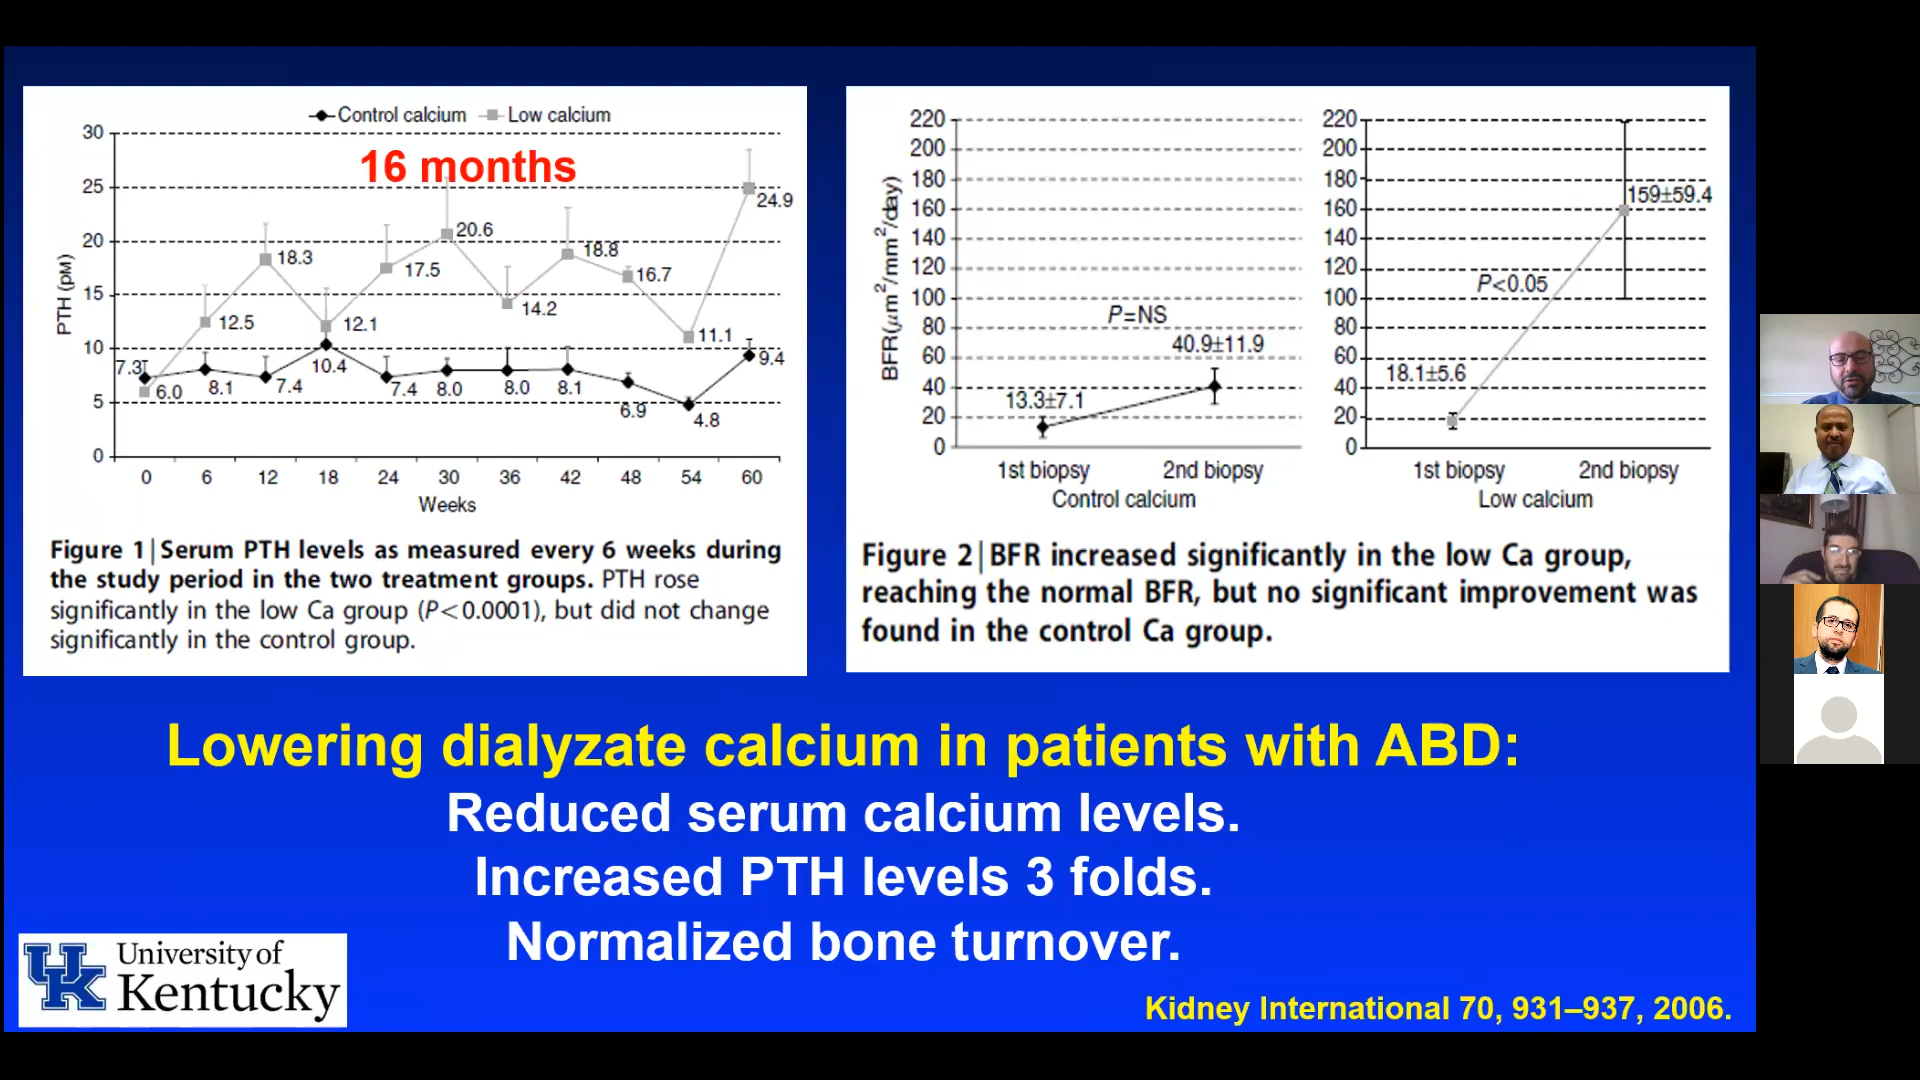 Control calcium Low calcium
16 months
PTH (pM)
30
25
20
15
10
5
0
7.3
6.0
12.5
8.1
18.3
7.4
12.1
10.4
17.5
7.4
20.6
8.0
14.2
8.0
18.8
8.1
16.7
6.9
11.1
4.8
24.9
9.4
0 6 12 18 24 30 36 42 48 54 60
Weeks
Figure 1|Serum PTH levels as measured every 6 weeks during
the study period in the two treatment groups. PTH rose
significantly in the low Ca group (P<0.0001), but did not change
significantly in the control group.
BFR(μm²/mm²/day)
220
200
180
160
140
120
100
80
60
40
20
0
P=NS
40.9±11.9
13.3±7.1
1st biopsy 2nd biopsy
Control calcium
220
200
180
160
140
120
100
80
60
40
20
0
159±59.4
P<0.05
18.1±5.6
1st biopsy 2nd biopsy
Low calcium
Figure 2|BFR increased significantly in the low Ca group,
reaching the normal BFR, but no significant improvement was
found in the control Ca group.
Lowering dialyzate calcium in patients with ABD:
Reduced serum calcium levels.
Increased PTH levels 3 folds.
Normalized bone turnover.
UK
University of
Kentucky
Kidney International 70, 931–937, 2006.